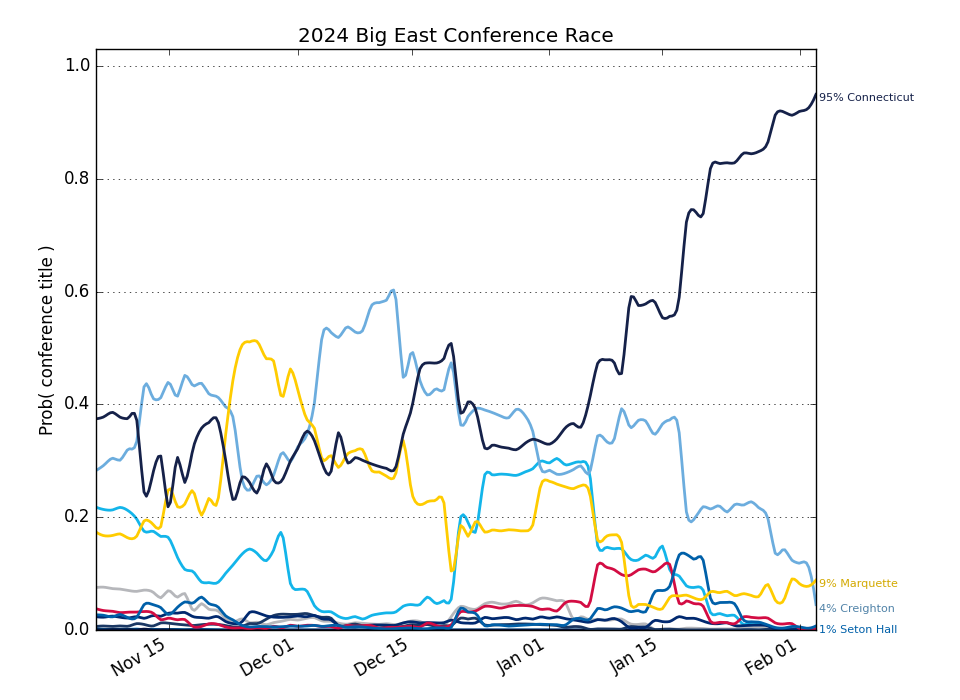 2024 Big East Conference Race
1.0
0.8
0.6
0.4
0.2
0.0
Prob( conference title )
95% Connecticut
9% Marquette
4% Creighton
1% Seton Hall
Nov 15
Dec 01
Dec 15
Jan 01
Jan 15
Feb 01